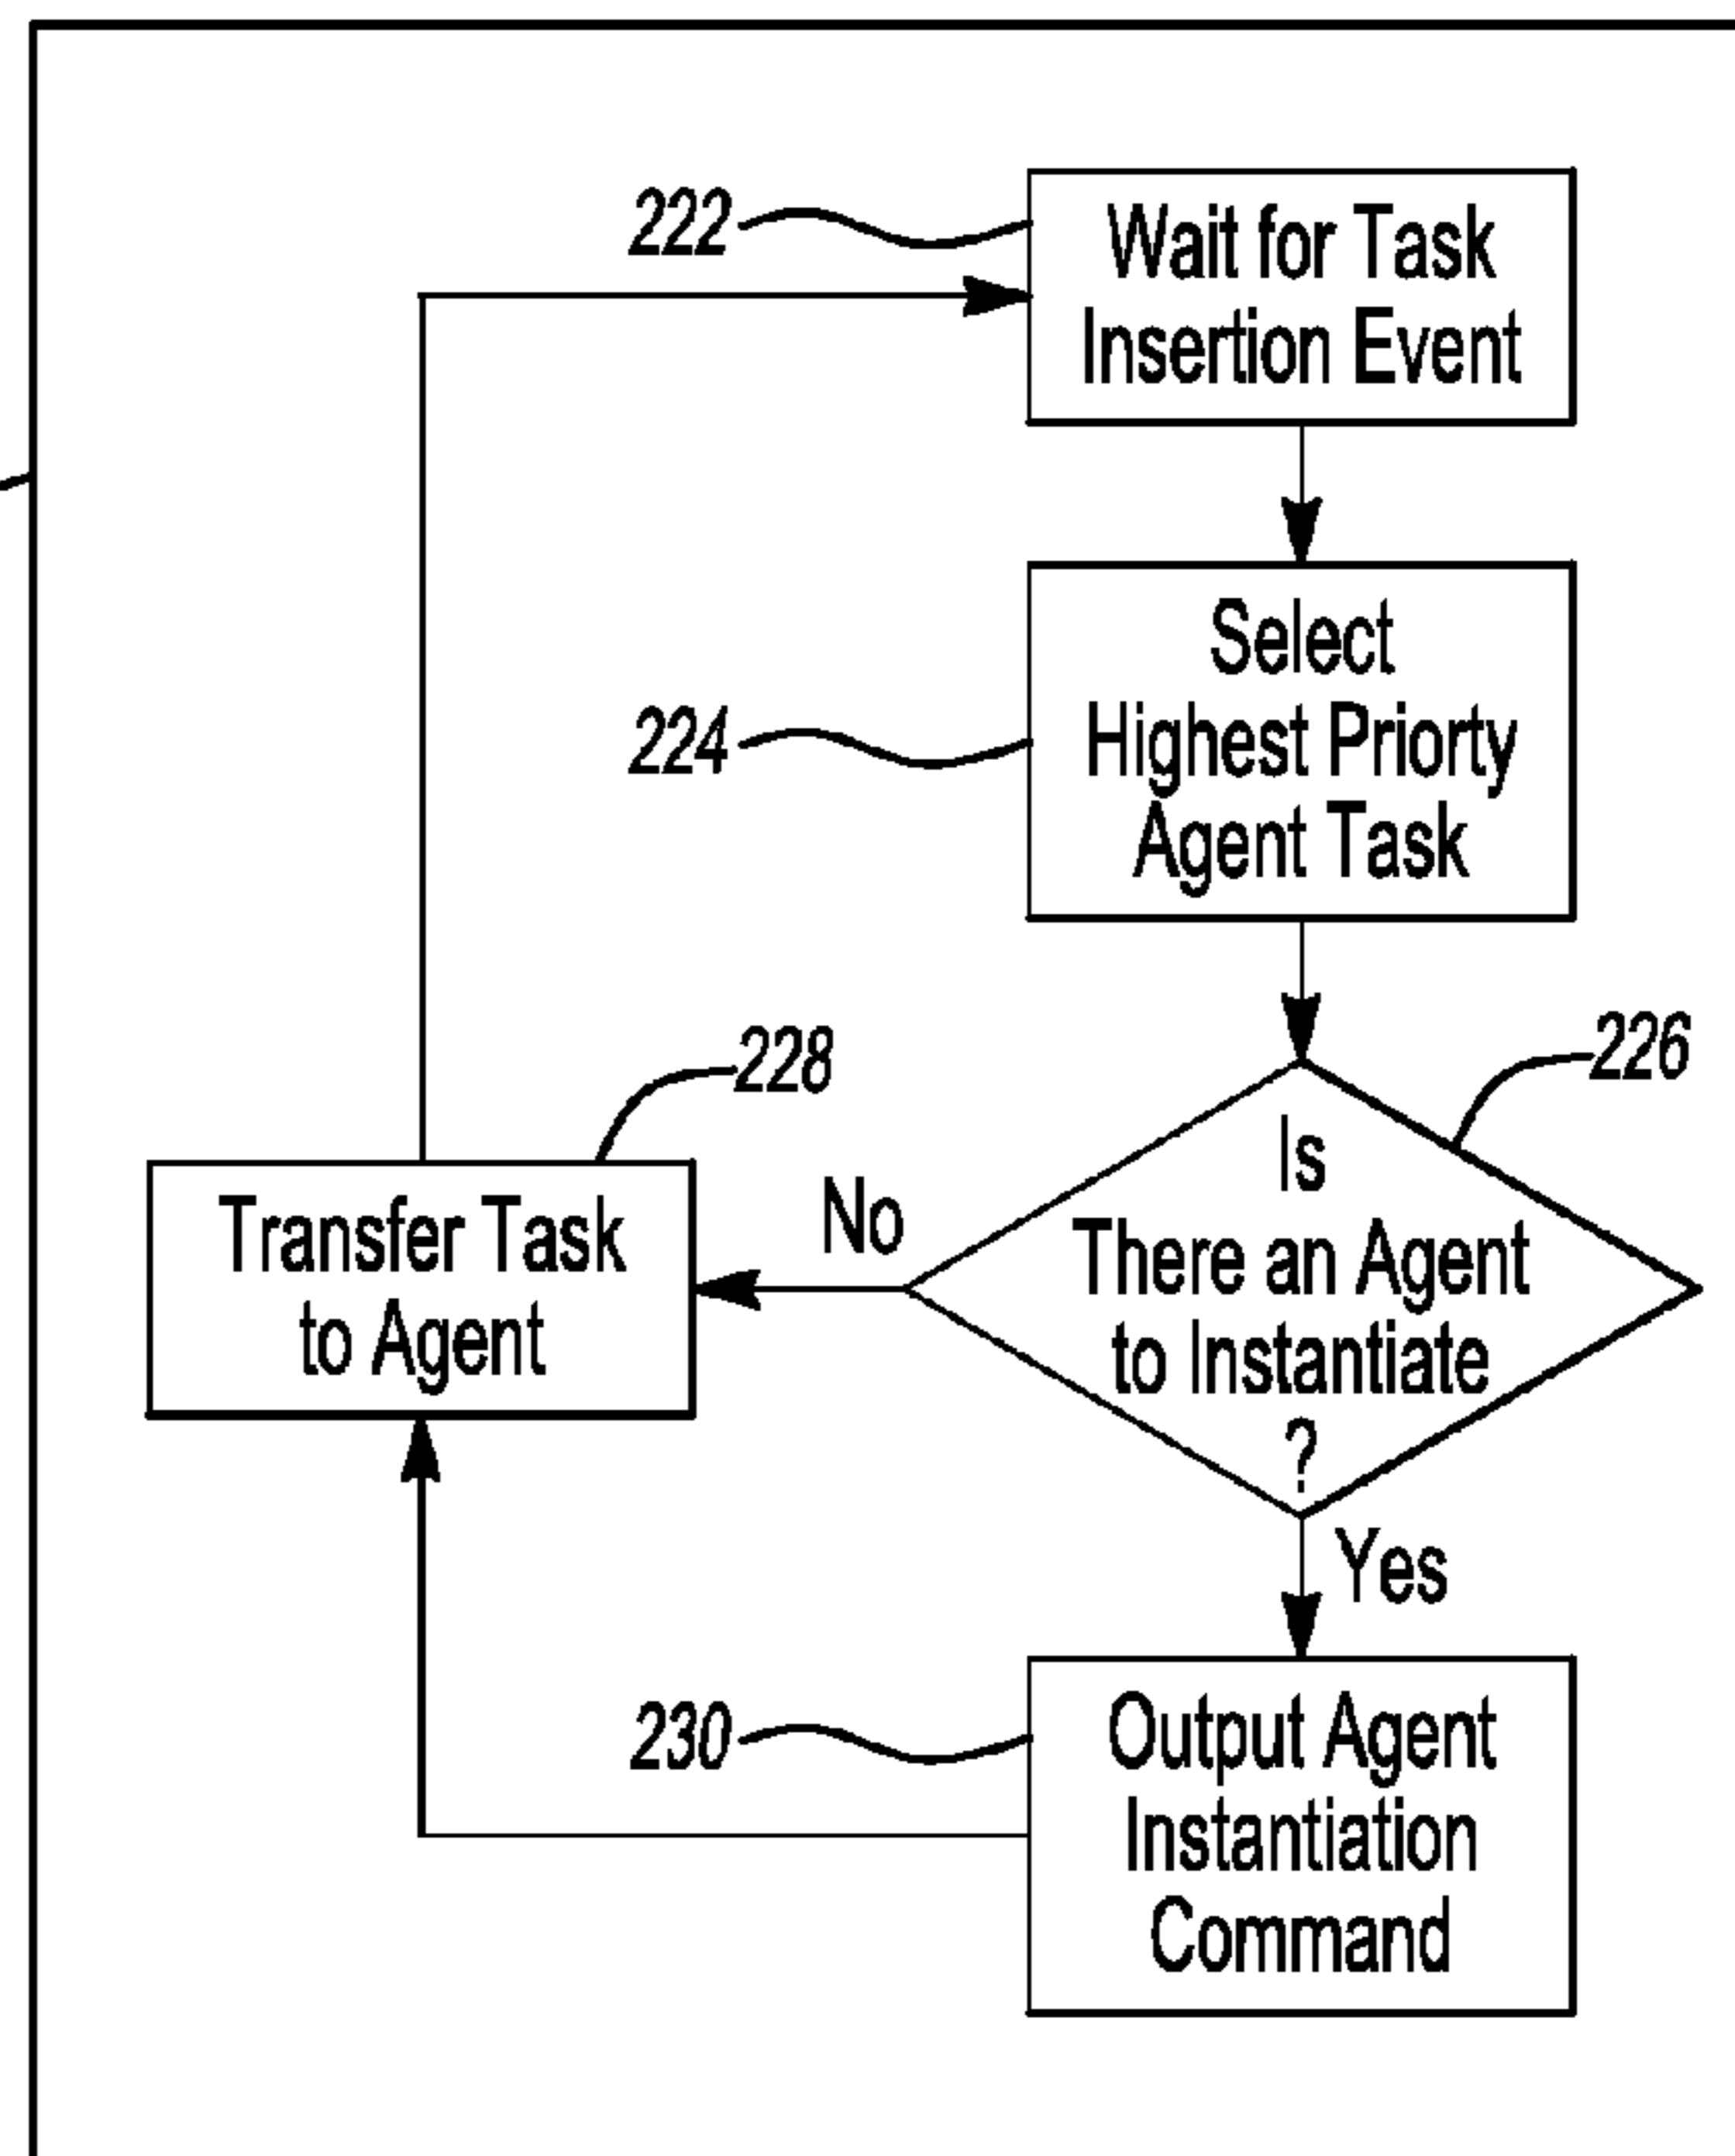 222
Wait for Task
Insertion Event
224
Select
Highest Priorty
Agent Task
226
Is
There an Agent
to Instantiate
?
No
228
Transfer Task
to Agent
Yes
230
Output Agent
Instantiation
Command